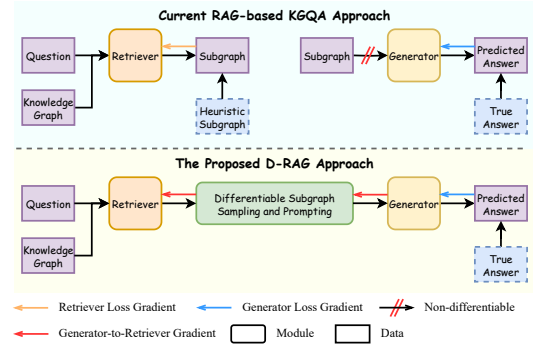 Current RAG-based KGQA Approach
Question
Knowledge
Graph
Retriever
Subgraph
Heuristic
Subgraph
Subgraph
Generator
Predicted
Answer
True
Answer
The Proposed D-RAG Approach
Question
Knowledge
Graph
Retriever
Differentiable Subgraph
Sampling and Prompting
Generator
Predicted
Answer
True
Answer
Retriever Loss Gradient
Generator Loss Gradient
Non-differentiable
Generator-to-Retriever Gradient
Module
Data